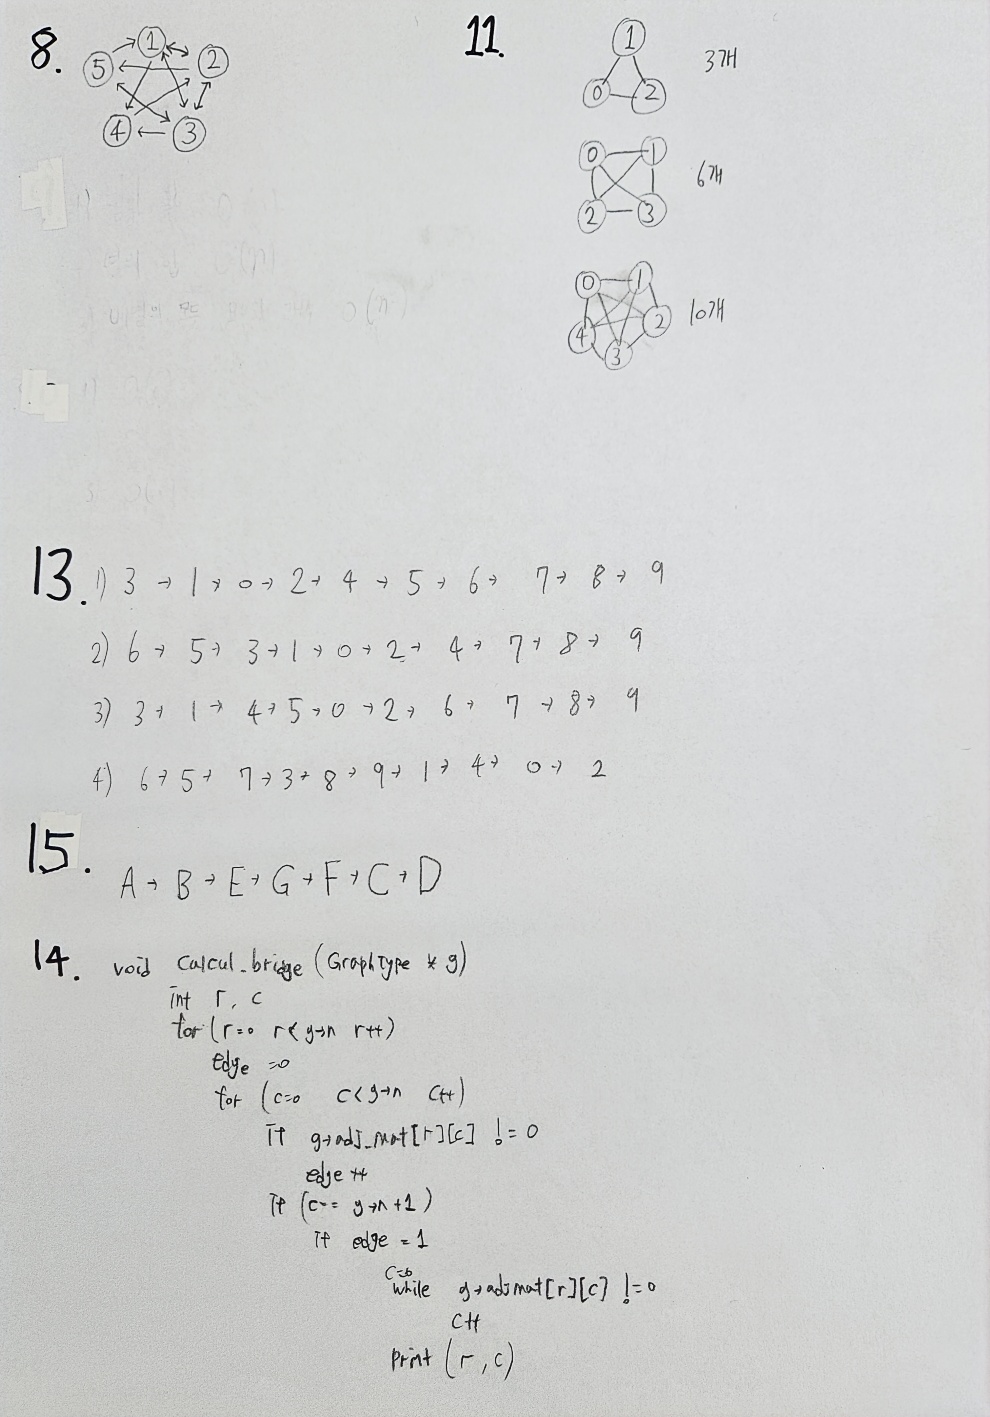 8.
1
5
2
4
3
11.
1
0 2
3개
0 1
2 3
6개
0 1
4 2
3
10개
13. 1) 3 → 1 → 0 → 2 → 4 → 5 → 6 → 7 → 8 → 9
2) 6 → 5 → 3 → 1 → 0 → 2 → 4 → 7 → 8 → 9
3) 3 → 1 → 4 → 5 → 0 → 2 → 6 → 7 → 8 → 9
4) 6 → 5 → 7 → 3 → 8 → 9 → 1 → 4 → 0 → 2
15. A → B → E → G → F → C → D
14. void Calcul_bridge (GraphType * g)
int r, c
for (r=0 r< g→n r++)
edge =0
for (c=0 c< g→n c++)
if g→adj_mat[r][c] != 0
edge ++
if (c== g→n+1)
if edge = 1
c=0
while g→adjmat[r][c] !=0
c++
print (r, c)